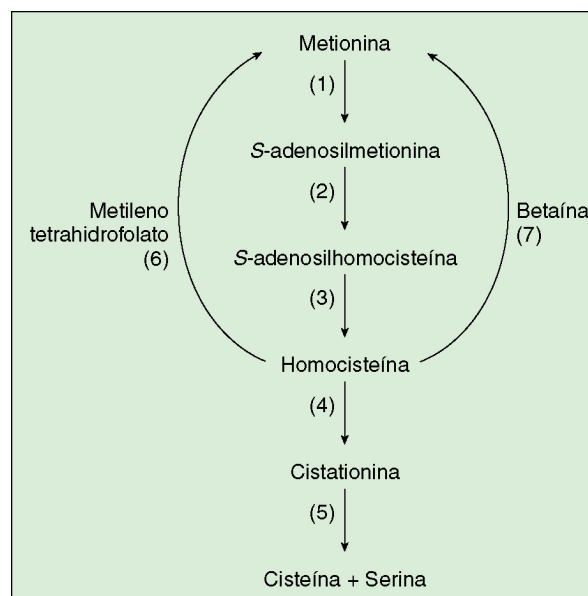 Metionina
(1)
S-adenosilmetionina
(2)
Metileno
tetrahidrofolato
(6)
Betaína
(7)
S-adenosilhomocisteína
(3)
Homocisteína
(4)
Cistationina
(5)
Cisteína + Serina